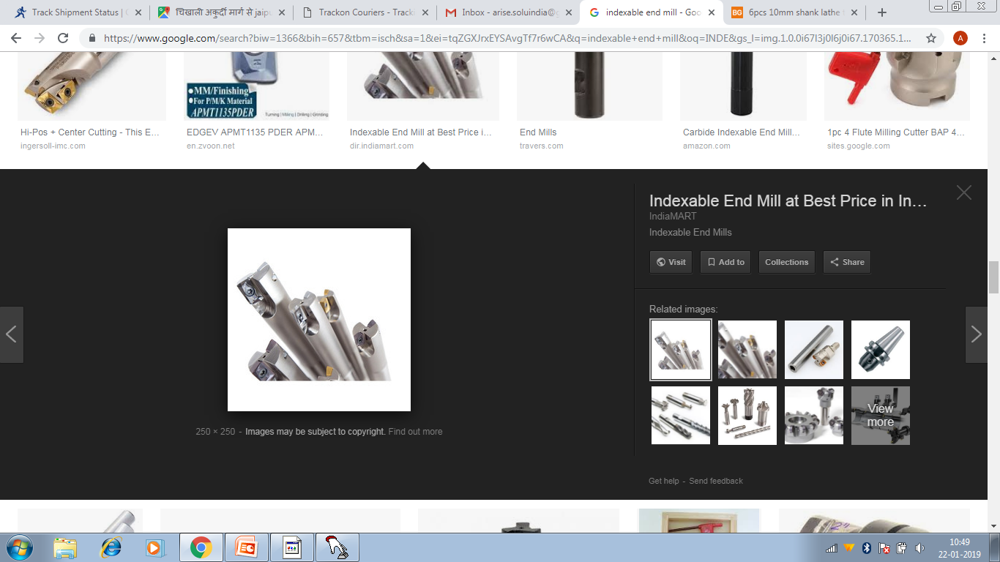 Track Shipment Status | 
चिखाली अकुर्दी मार्ग से jaip
Trackon Couriers - Tracki
Inbox - arise.soluindia@g
indexable end mill - Goo
6pcs 10mm shank lathe t
https://www.google.com/search?biw=1366&bih=657&tbm=isch&sa=1&ei=tqZGXJrxEYSAvgTf7r6wCA&q=indexable+end+mill&oq=INDE&gs_l=img.1.0.0i67l3j0l6j0i67.170365.1...
A
MM/Finishing
For P/M/K Material
APMT1135PDER
Turning | Milling | Drilling | Grinding
Hi-Pos + Center Cutting - This E...
ingersoll-imc.com
EDGEV APMT1135 PDER APM...
en.zvoon.net
Indexable End Mill at Best Price i...
dir.indiamart.com
End Mills
travers.com
Carbide Indexable End Mill...
amazon.com
1pc 4 Flute Milling Cutter BAP 4...
sites.google.com
Indexable End Mill at Best Price in In...
IndiaMART
Indexable End Mills
Visit
Add to
Collections
Share
Related images:
View
more
250 × 250 - Images may be subject to copyright. Find out more
Get help - Send feedback
2"
10:49
22-01-2019